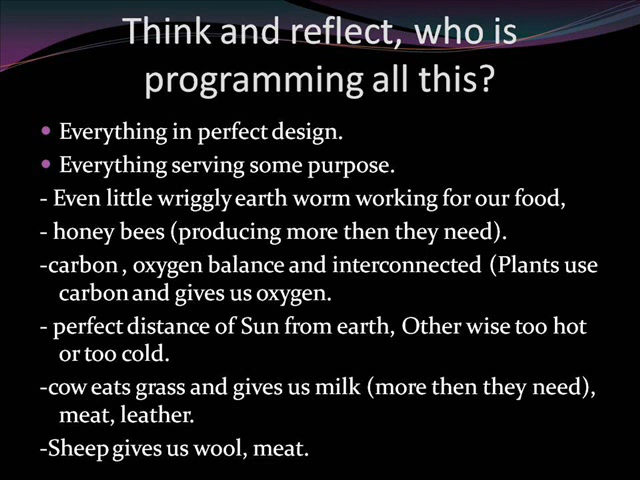 Think and reflect, who is
programming all this?
• Everything in perfect design.
• Everything serving some purpose.
- Even little wriggly earth worm working for our food,
- honey bees (producing more then they need).
-carbon , oxygen balance and interconnected (Plants use
carbon and gives us oxygen.
- perfect distance of Sun from earth, Other wise too hot
or too cold.
-cow eats grass and gives us milk (more then they need),
meat, leather.
-Sheep gives us wool, meat.